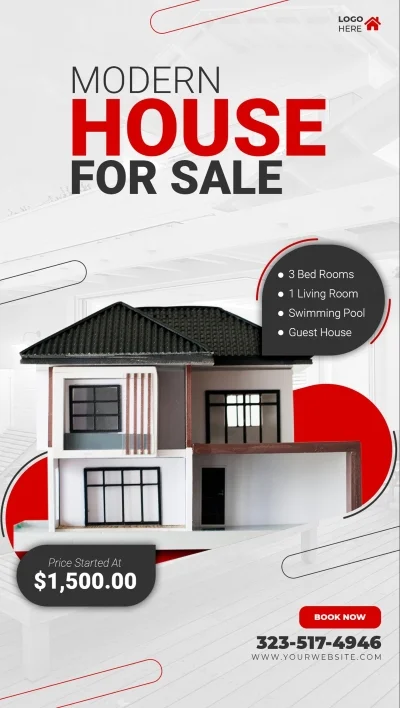 LOGO
HERE
MODERN
HOUSE
FOR SALE
3 Bed Rooms
1 Living Room
Swimming Pool
Guest House
Price Started At
$1,500.00
BOOK NOW
323-517-4946
WWW.YOURWEBSITE.COM